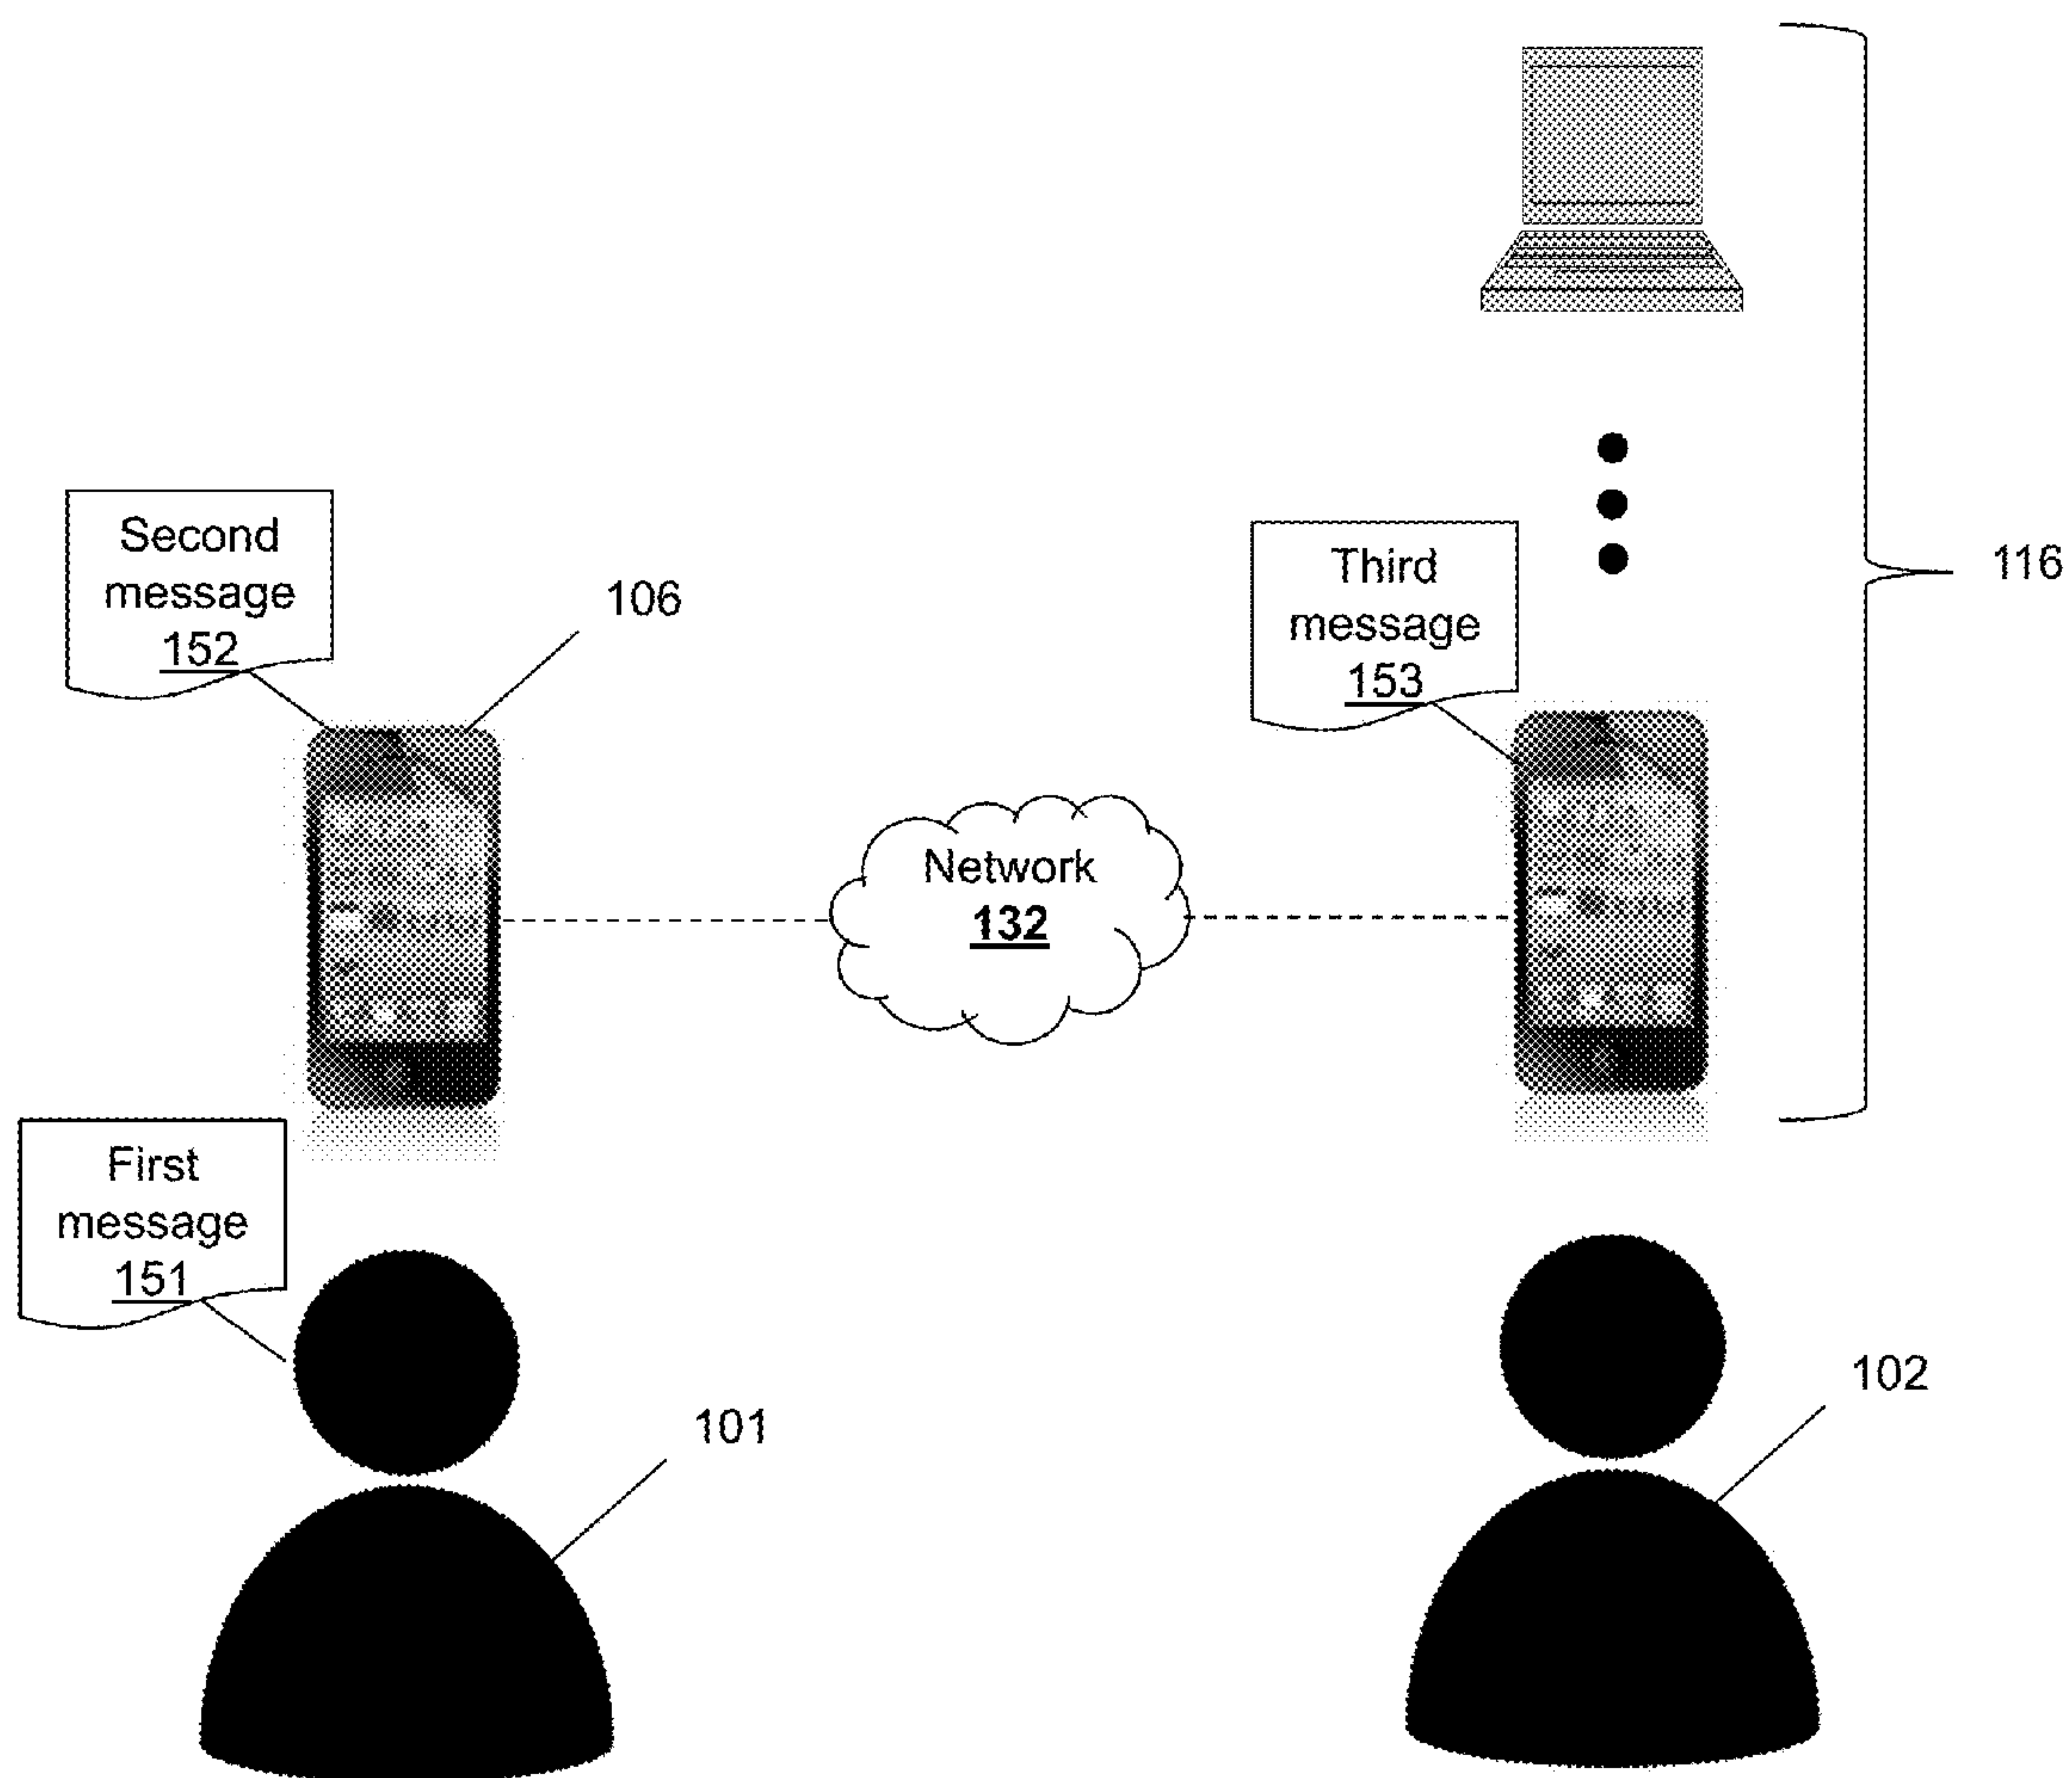 Second
message
152
106
Third
message
153
116
Network
132
First
message
151
101
102